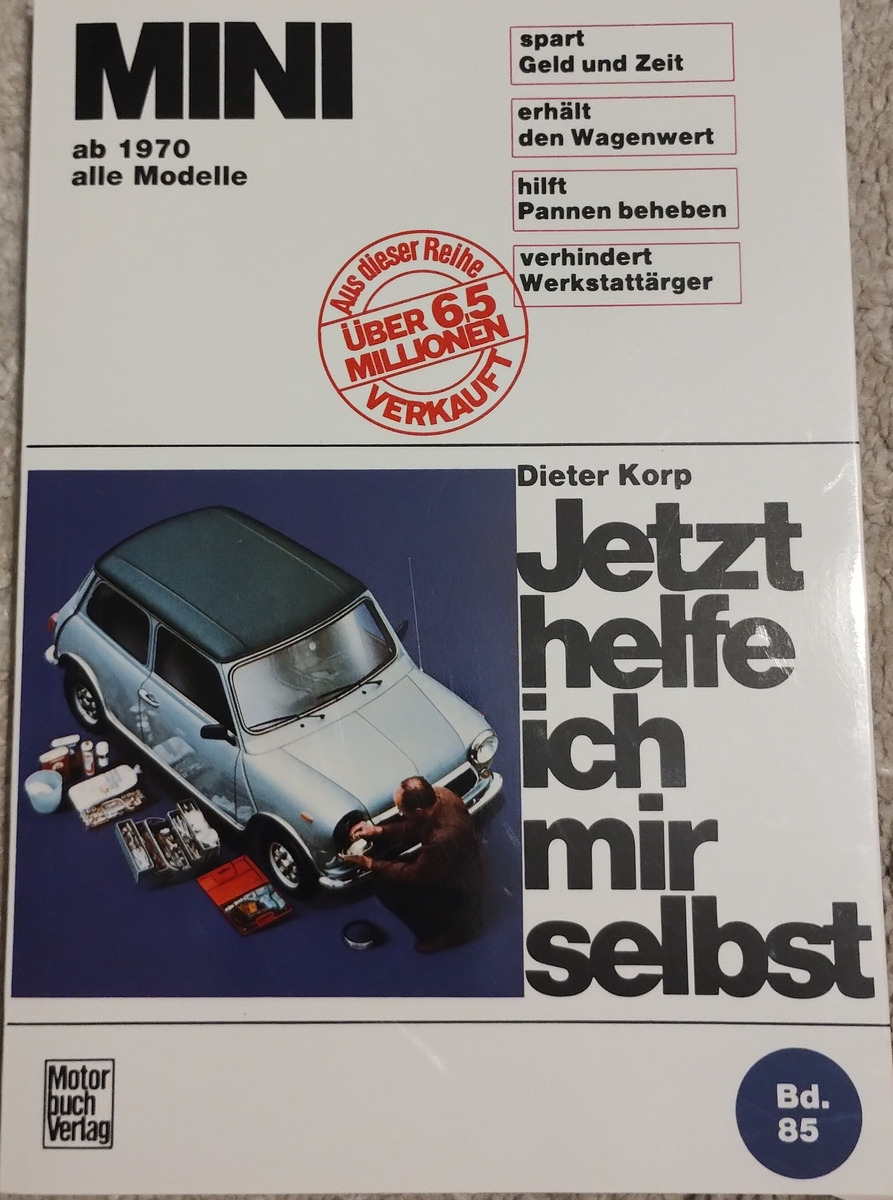 MINI
ab 1970
alle Modelle
spart
Geld und Zeit
erhält
den Wagenwert
hilft
Pannen beheben
verhindert
Werkstattärger
Aus dieser Reihe
ÜBER 6,5
MILLIONEN
VERKAUFT
Dieter Korp
Jetzt
helfe
ich
mir
selbst
Motor
buch
Verlag
Bd.
85